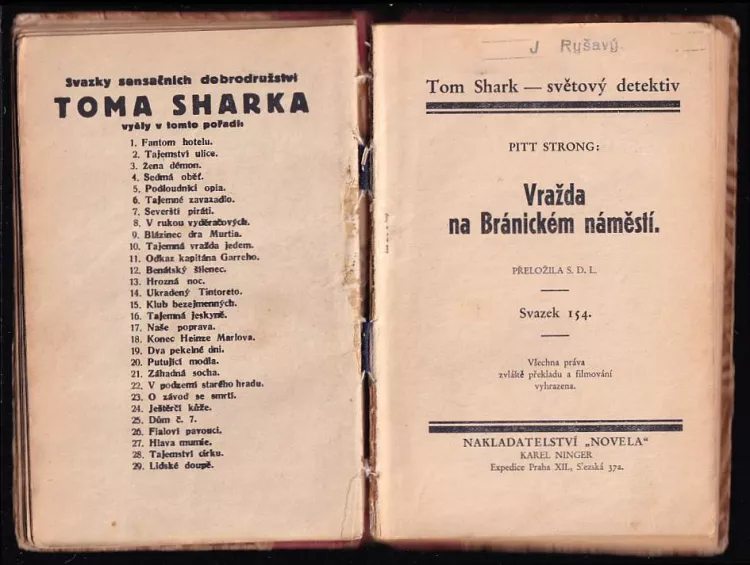 Svazky sensačních dobrodružství
TOMA SHARKA
vyšly v tomto pořadí:
1. Fantom hotelu.
2. Tajemství ulice.
3. Žena démon.
4. Sedmá oběť.
5. Podloudníci opia.
6. Tajemné zavazadlo.
7. Severští piráti.
8. V rukou vyděračových.
9. Blázinec dra Murtia.
10. Tajemná vražda jedem.
11. Odkaz kapitána Garreho.
12. Benátský šílenec.
13. Hrozná noc.
14. Ukradený Tintoreto.
15. Klub bezejmenných.
16. Tajemná jeskyně.
17. Naše poprava.
18. Konec Heinze Marlova.
19. Dva pekelné dni.
20. Putující modla.
21. Záhadná socha.
22. V podzemí starého hradu.
23. O závod se smrtí.
24. Ještěrčí kůže.
25. Dům č. 7.
26. Fialoví pavouci.
27. Hlava mumie.
28. Tajemství cirku.
29. Lidské doupě.
J Ryšavý
Tom Shark — světový detektiv
PITT STRONG:
Vražda
na Bránickém náměstí.
PŘELOŽILA S. D. L.
Svazek 154.
Všechna práva
zvláště překladu a filmování
vyhrazena.
NAKLADATELSTVÍ „NOVELA"
KAREL NINGER
Expedice Praha XII., S'ezská 372.